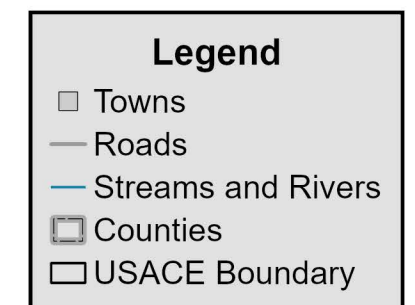 Legend
Towns
Roads
Streams and Rivers
Counties
USACE Boundary